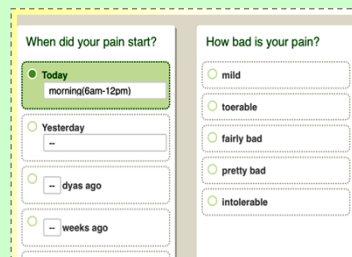 When did your pain start?
Today
morning(6am-12pm)
Yesterday
--
-- dyas ago
-- weeks ago
How bad is your pain?
mild
toerable
fairly bad
pretty bad
intolerable